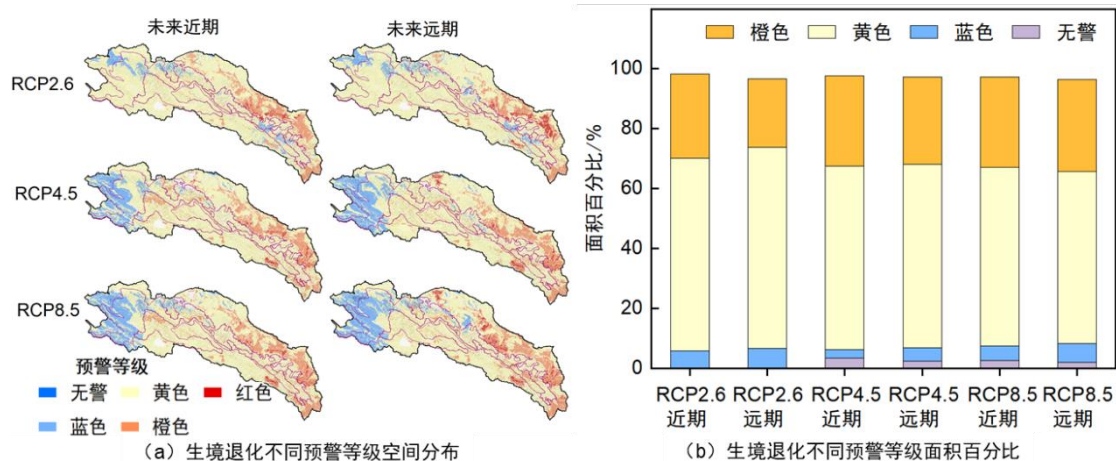 未来近期
未来远期
RCP2.6
RCP4.5
RCP8.5
预警等级
无警
黄色
红色
蓝色
橙色
(a)生境退化不同预警等级空间分布
橙色
黄色
蓝色
无警
面积百分比/%
100
80
60
40
20
0
RCP2.6 RCP2.6 RCP4.5 RCP4.5 RCP8.5 RCP8.5
近期 远期 近期 远期 近期 远期
(b)生境退化不同预警等级面积百分比